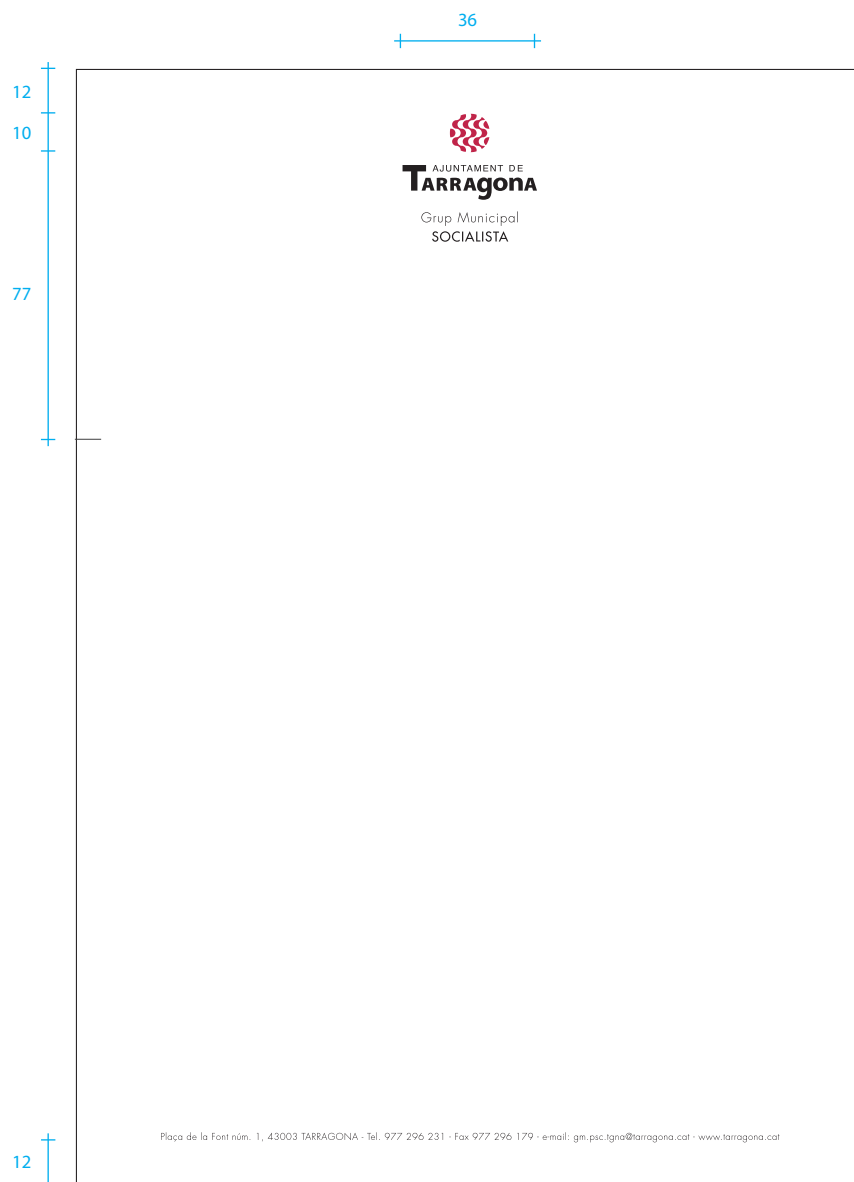 36
12
10
AJUNTAMENT DE
TARRAgonA
Grup Municipal
SOCIALISTA
77
Plaça de la Font núm. 1, 43003 TARRAGONA - Tel. 977 296 231 - Fax 977 296 179 - e-mail: gm.psc.tgna@tarragona.cat - www.tarragona.cat
12